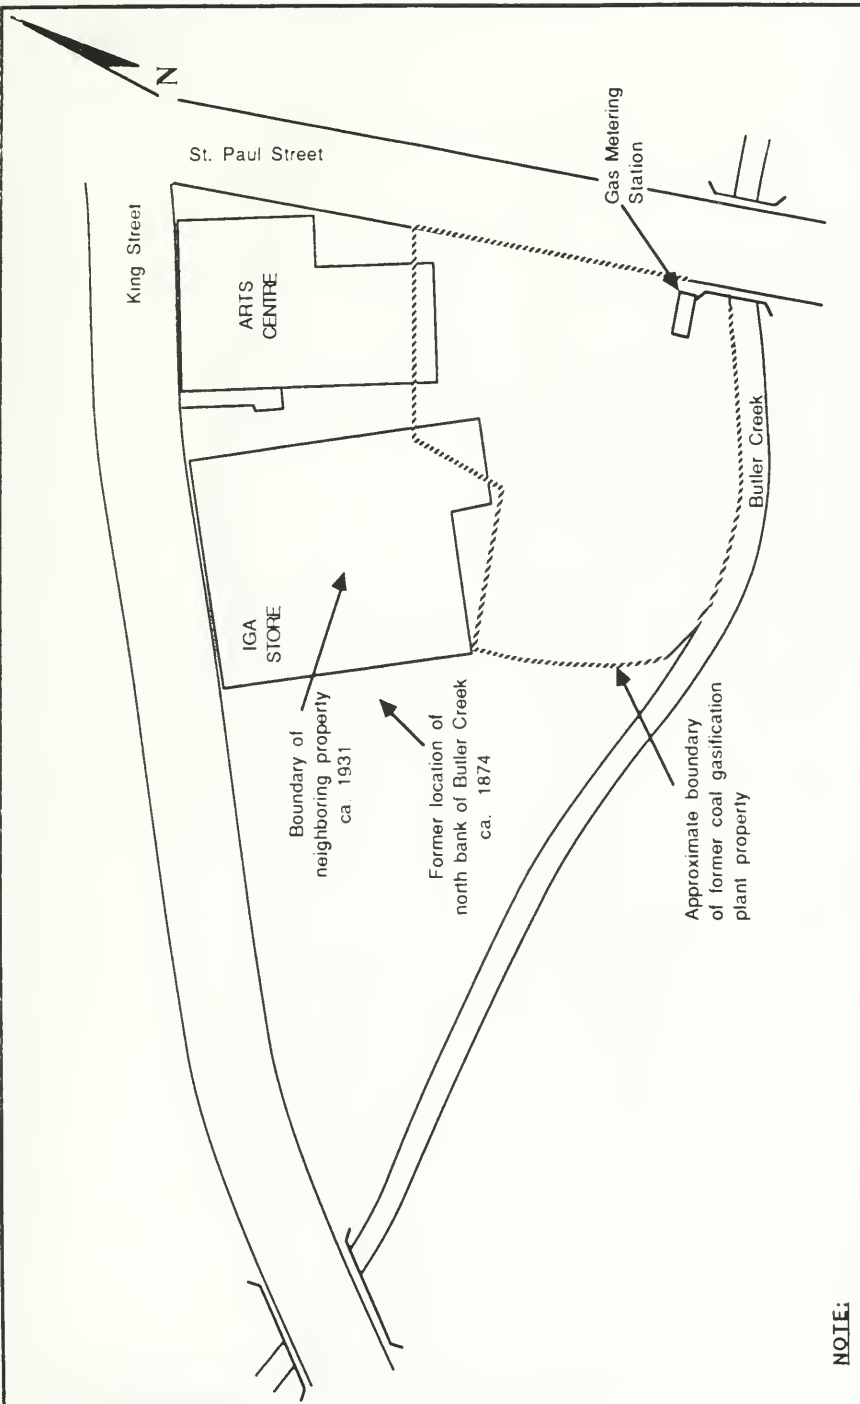 N
St. Paul Street
King Street
Gas Metering
Station
ARTS
CENTRE
IGA
STORE
Butler Creek
Boundary of
neighboring property
ca. 1931
Former location of
north bank of Butler Creek
ca. 1874
Approximate boundary
of former coal gasification
plant property
NOTE: